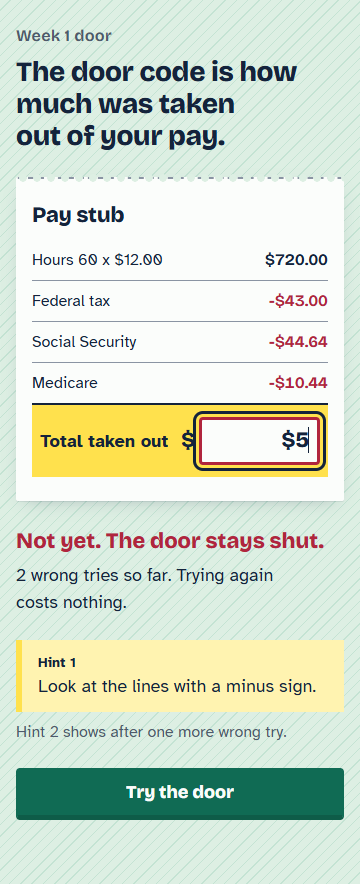 Week 1 door
The door code is how
much was taken
out of your pay.
Pay stub
Hours 60 x $12.00 $720.00
Federal tax -$43.00
Social Security -$44.64
Medicare -$10.44
Total taken out $ $5
Not yet. The door stays shut.
2 wrong tries so far. Trying again
costs nothing.
Hint 1
Look at the lines with a minus sign.
Hint 2 shows after one more wrong try.
Try the door